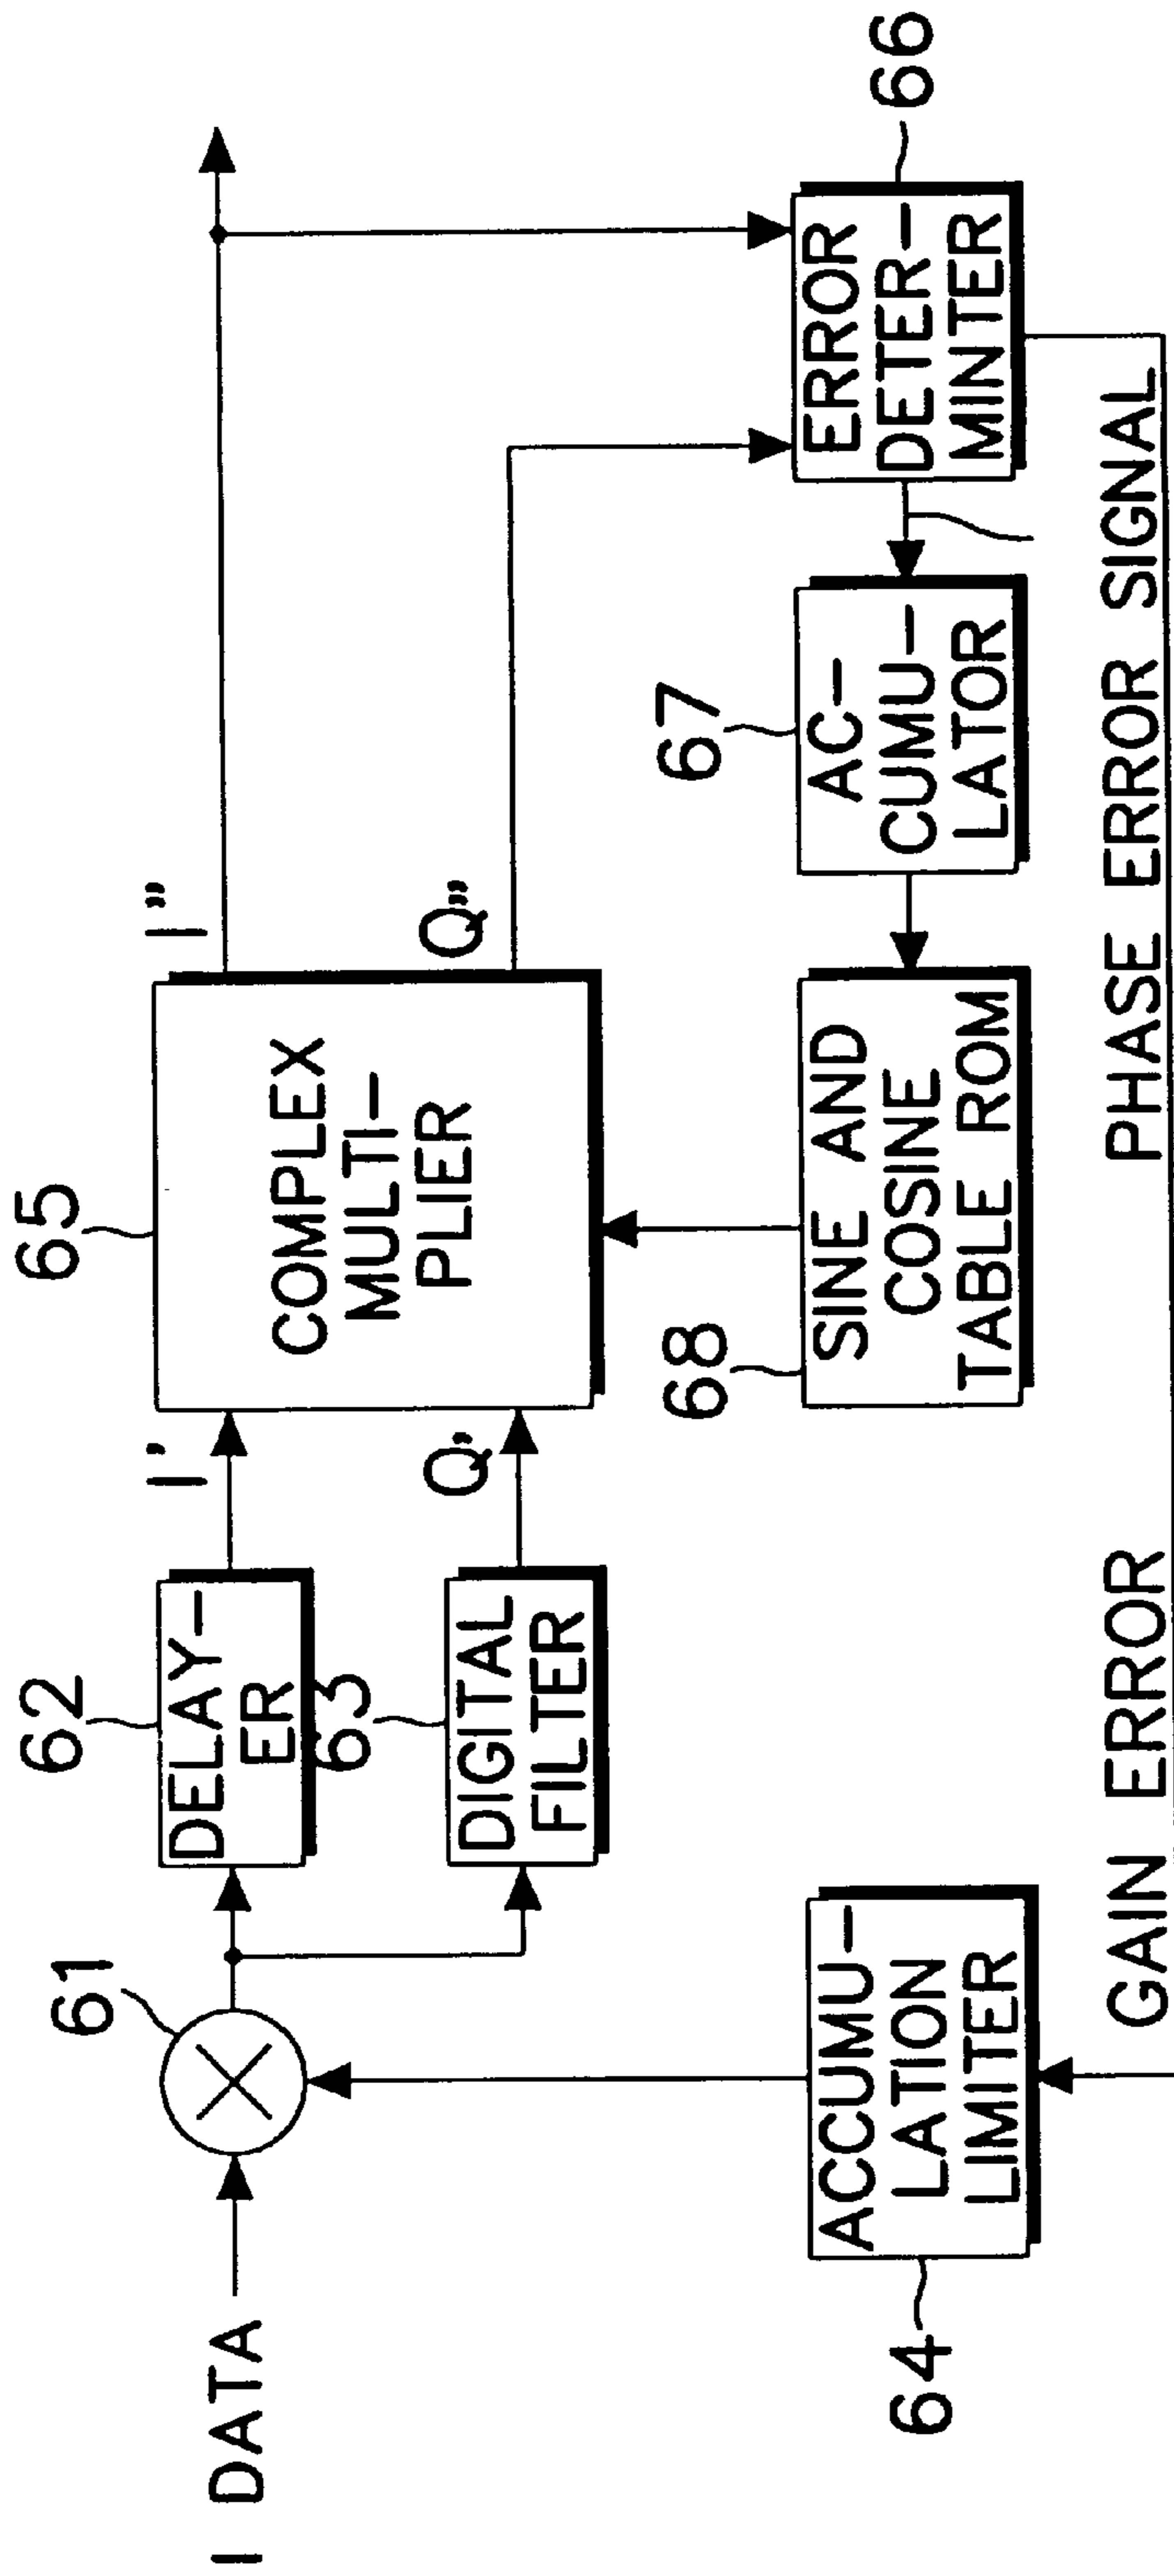 I DATA
61
62
DELAY-
ER
63
DIGITAL
FILTER
I'
Q'
65
COMPLEX
MULTI-
PLIER
I"
Q"
64
ACCUMU-
LATION
LIMITER
68
SINE AND
COSINE
TABLE ROM
67
AC-
CUMU-
LATOR
ERROR
DETER-
MINTER
66
GAIN ERROR
PHASE ERROR SIGNAL